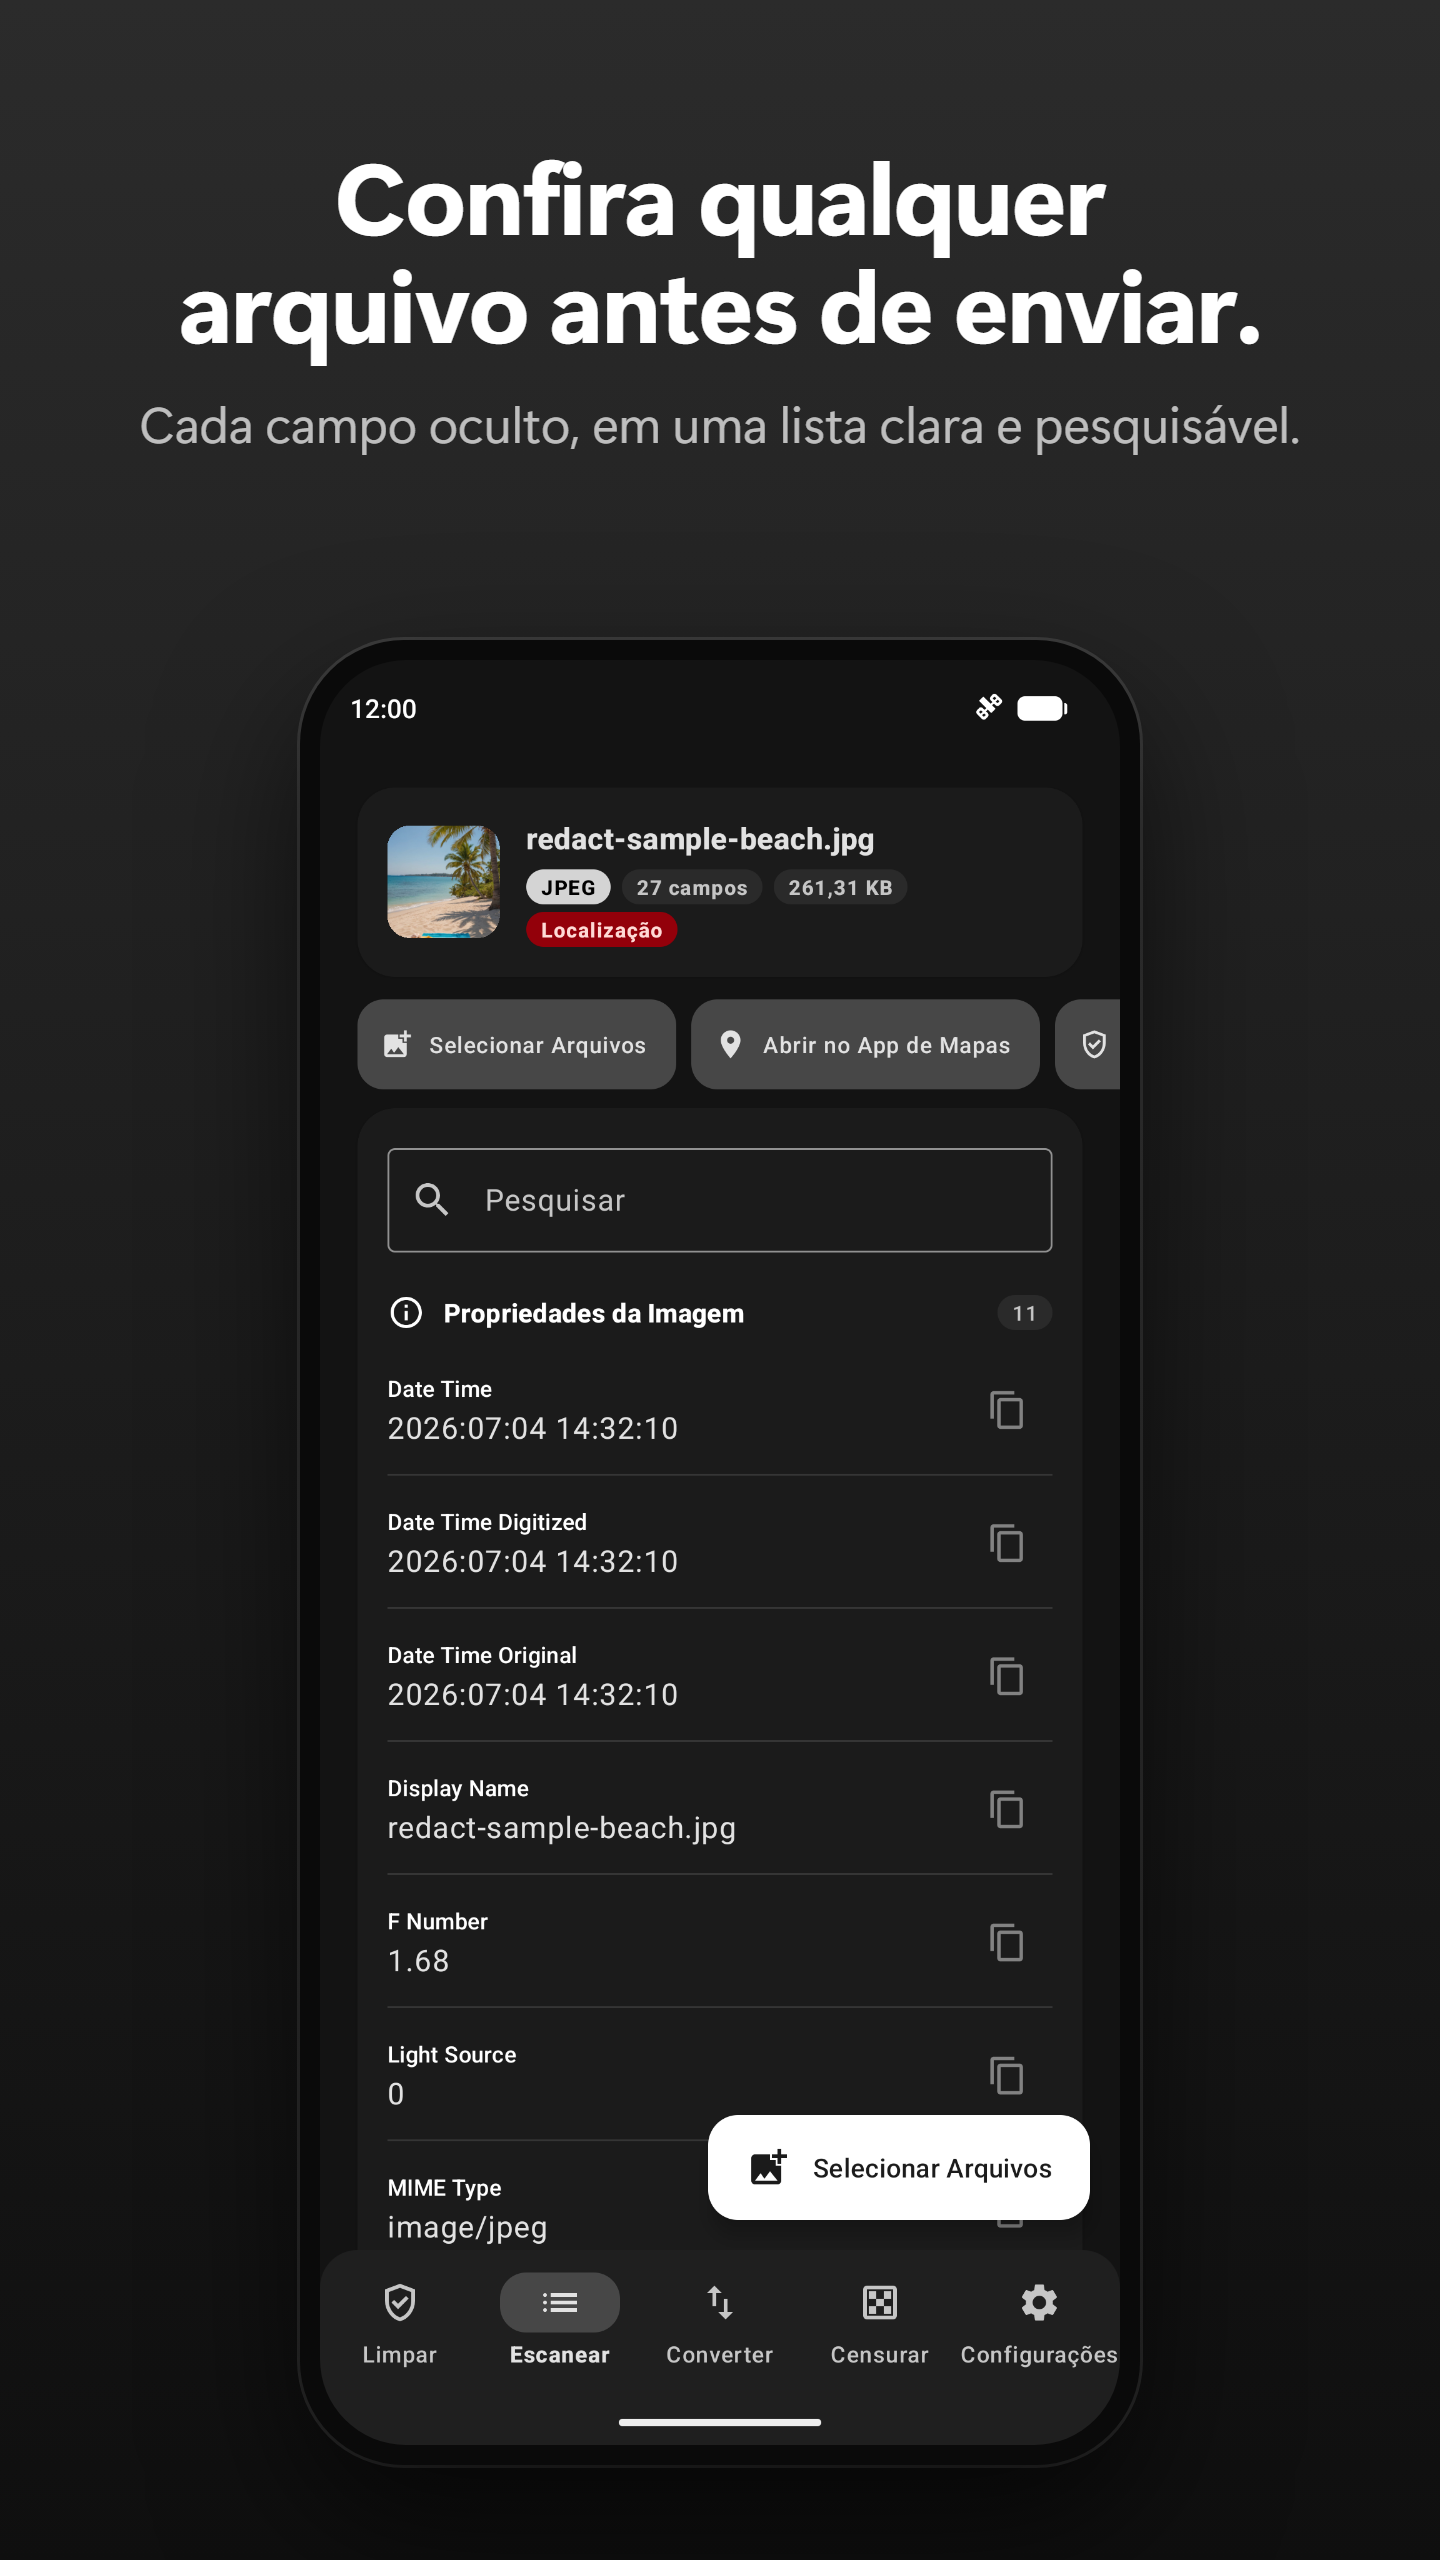 Confira qualquer
arquivo antes de enviar.
Cada campo oculto, em uma lista clara e pesquisável.
12:00
redact-sample-beach.jpg
JPEG 27 campos 261,31 KB
Localização
Selecionar Arquivos Abrir no App de Mapas
Pesquisar
Propriedades da Imagem 11
Date Time
2026:07:04 14:32:10
Date Time Digitized
2026:07:04 14:32:10
Date Time Original
2026:07:04 14:32:10
Display Name
redact-sample-beach.jpg
F Number
1.68
Light Source
0
Selecionar Arquivos
MIME Type
image/jpeg
Limpar Escanear Converter Censurar Configurações